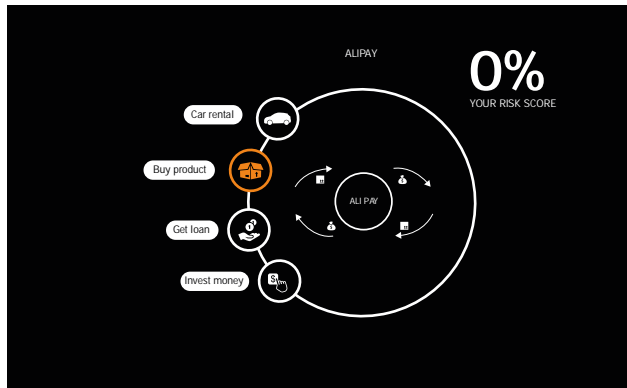 ALIPAY
0%
YOUR RISK SCORE
Car rental
Buy product
ALI PAY
Get loan
Invest money